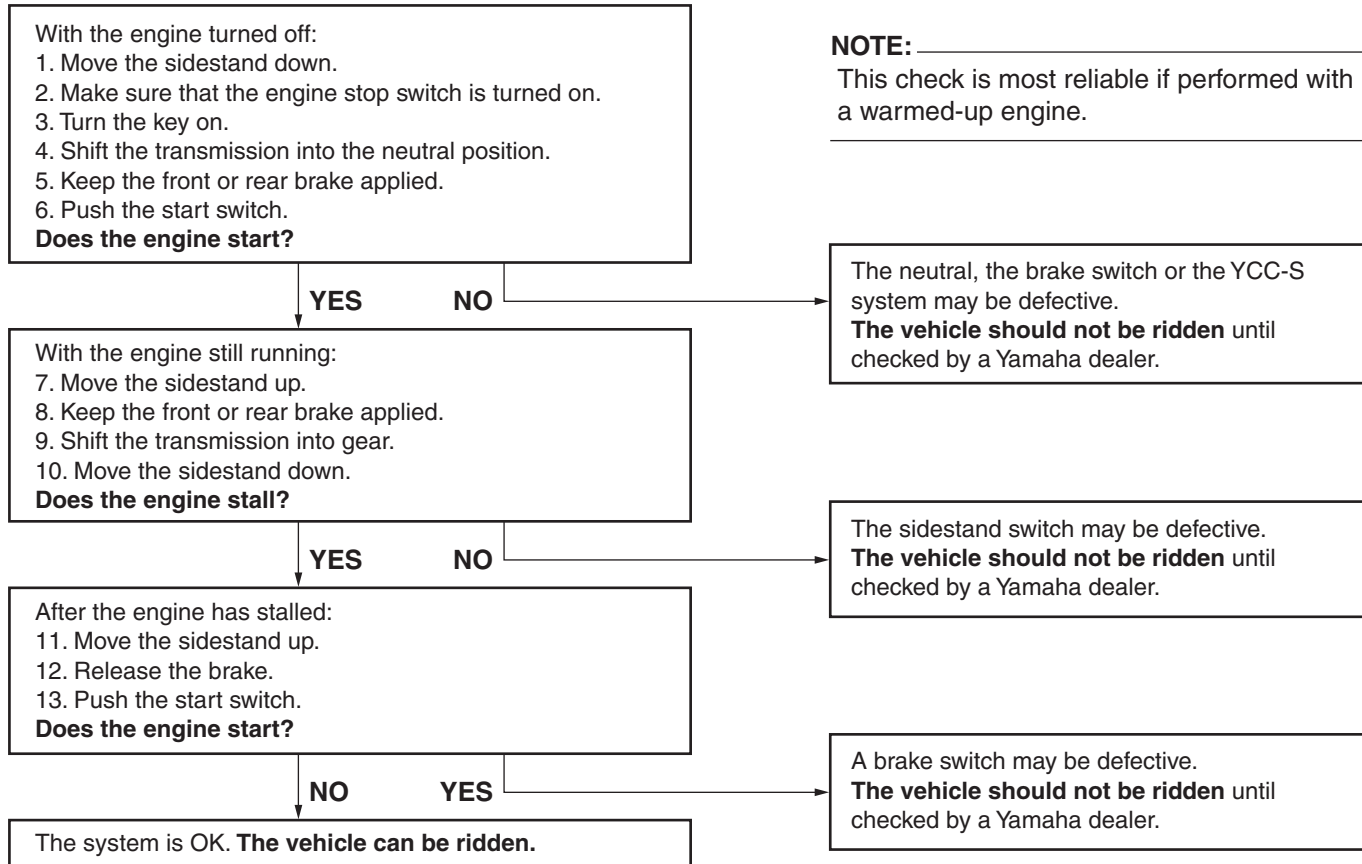 With the engine turned off:
1. Move the sidestand down.
2. Make sure that the engine stop switch is turned on.
3. Turn the key on.
4. Shift the transmission into the neutral position.
5. Keep the front or rear brake applied.
6. Push the start switch.
Does the engine start?
NOTE:
This check is most reliable if performed with
a warmed-up engine.
YES NO
The neutral, the brake switch or the YCC-S
system may be defective.
The vehicle should not be ridden until
checked by a Yamaha dealer.
With the engine still running:
7. Move the sidestand up.
8. Keep the front or rear brake applied.
9. Shift the transmission into gear.
10. Move the sidestand down.
Does the engine stall?
YES NO
The sidestand switch may be defective.
The vehicle should not be ridden until
checked by a Yamaha dealer.
After the engine has stalled:
11. Move the sidestand up.
12. Release the brake.
13. Push the start switch.
Does the engine start?
NO YES
A brake switch may be defective.
The vehicle should not be ridden until
checked by a Yamaha dealer.
The system is OK. The vehicle can be ridden.